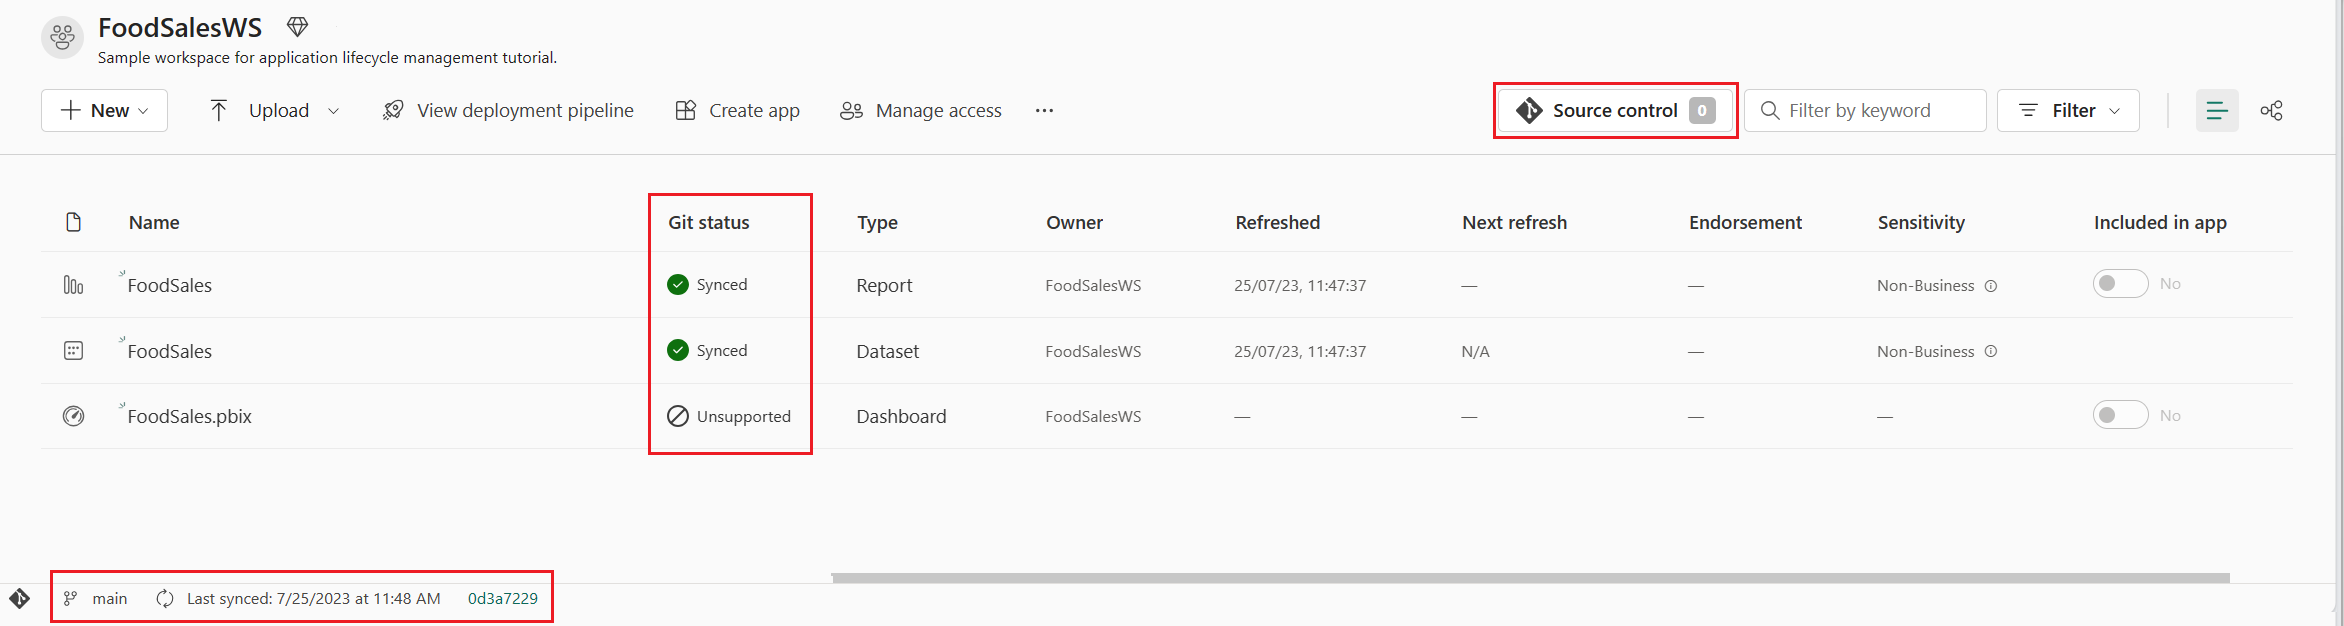 FoodSalesWS
Sample workspace for application lifecycle management tutorial.
New Upload View deployment pipeline Create app Manage access ... Source control 0 Filter by keyword Filter
Name Git status Type Owner Refreshed Next refresh Endorsement Sensitivity Included in app
FoodSales Synced Report FoodSalesWS 25/07/23, 11:47:37 — — Non-Business No
FoodSales Synced Dataset FoodSalesWS 25/07/23, 11:47:37 N/A — Non-Business
FoodSales.pbix Unsupported Dashboard FoodSalesWS — — — — No
main Last synced: 7/25/2023 at 11:48 AM 0d3a7229